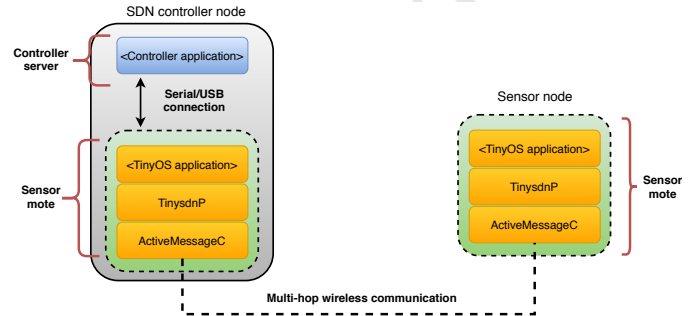 SDN controller node
Controller
server
<Controller application>
Serial/USB
connection
Sensor
mote
<TinyOS application>
TinysdnP
ActiveMessageC
Sensor node
<TinyOS application>
TinysdnP
ActiveMessageC
Sensor
mote
Multi-hop wireless communication